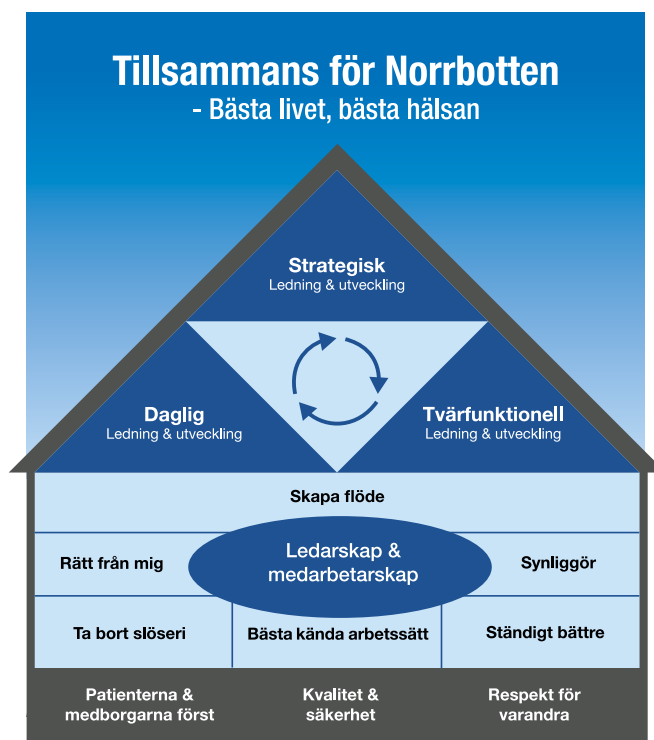 Tillsammans för Norrbotten
- Bästa livet, bästa hälsan
Strategisk
Ledning & utveckling
Daglig
Ledning & utveckling
Tvärfunktionell
Ledning & utveckling
Skapa flöde
Rätt från mig
Ledarskap &
medarbetarskap
Synliggör
Ta bort slöseri
Bästa kända arbetssätt
Ständigt bättre
Patienterna &
medborgarna först
Kvalitet &
säkerhet
Respekt för
varandra